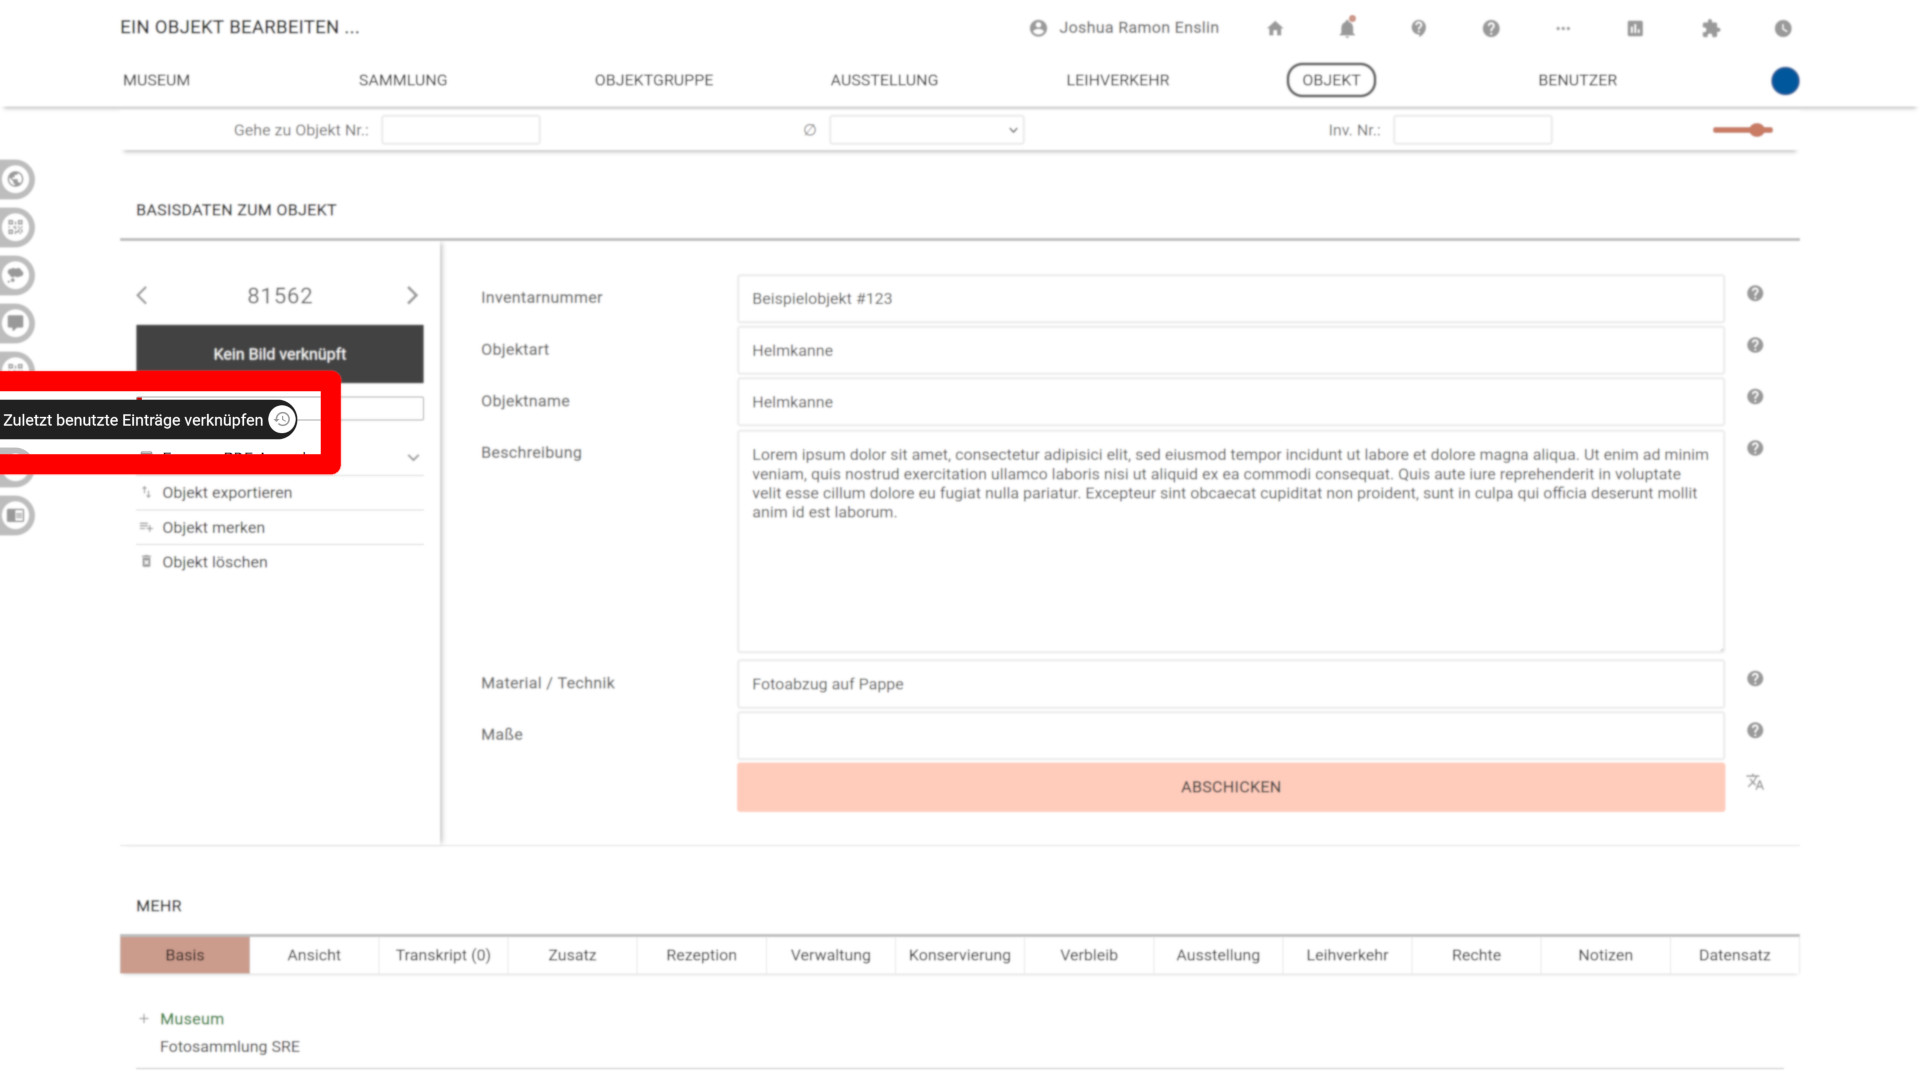 EIN OBJEKT BEARBEITEN ...
Joshua Ramon Enslin
MUSEUM SAMMLUNG OBJEKTGRUPPE AUSSTELLUNG LEIHVERKEHR OBJEKT BENUTZER
Gehe zu Objekt Nr.: ∅ Inv. Nr.:
BASISDATEN ZUM OBJEKT
81562
Kein Bild verknüpft
Zuletzt benutzte Einträge verknüpfen
Objekt exportieren
Objekt merken
Objekt löschen
Inventarnummer Beispielobjekt #123
Objektart Helmkanne
Objektname Helmkanne
Beschreibung Lorem ipsum dolor sit amet, consectetur adipisici elit, sed eiusmod tempor incidunt ut labore et dolore magna aliqua. Ut enim ad minim
veniam, quis nostrud exercitation ullamco laboris nisi ut aliquid ex ea commodi consequat. Quis aute iure reprehenderit in voluptate
velit esse cillum dolore eu fugiat nulla pariatur. Excepteur sint obcaecat cupiditat non proident, sunt in culpa qui officia deserunt mollit
anim id est laborum.
Material / Technik Fotoabzug auf Pappe
Maße
ABSCHICKEN
MEHR
Basis Ansicht Transkript (0) Zusatz Rezeption Verwaltung Konservierung Verbleib Ausstellung Leihverkehr Rechte Notizen Datensatz
+ Museum
Fotosammlung SRE